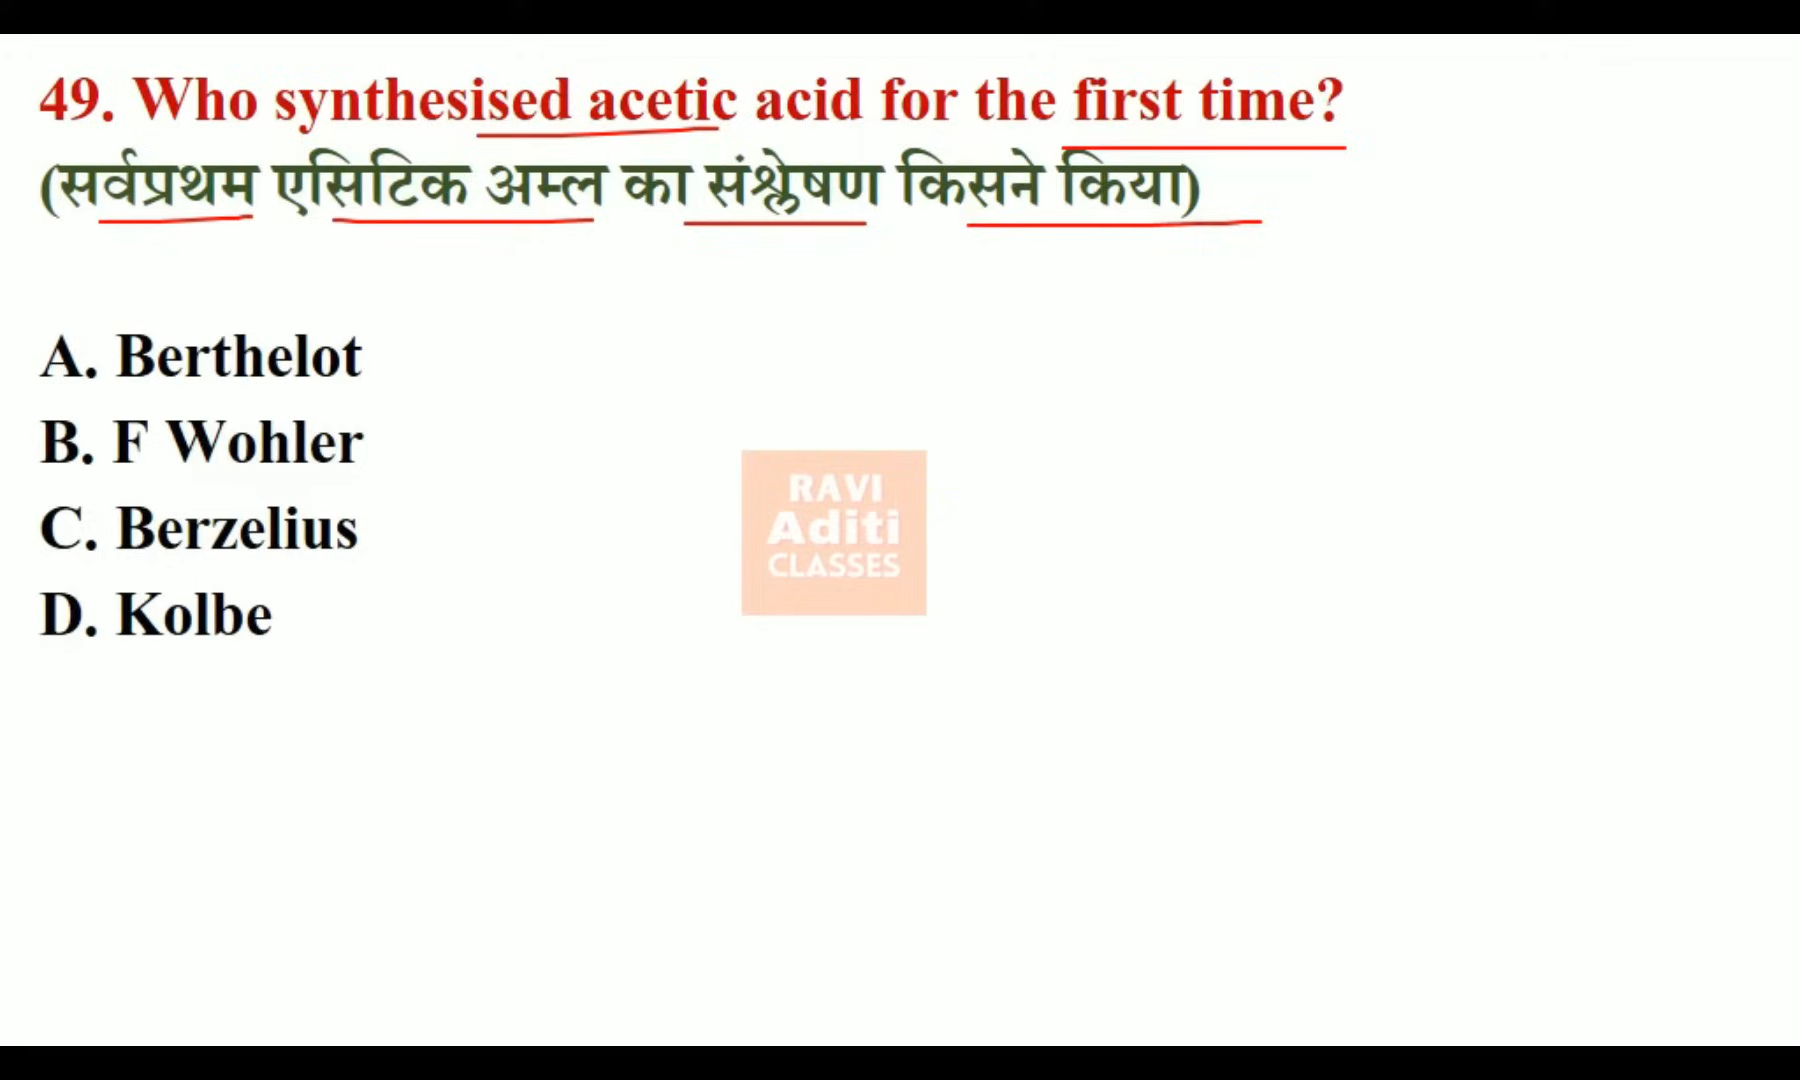 49. Who synthesised acetic acid for the first time?
(सर्वप्रथम एसिटिक अम्ल का संश्लेषण किसने किया)
A. Berthelot
B. F Wohler
C. Berzelius
D. Kolbe
RAVI
Aditi
CLASSES